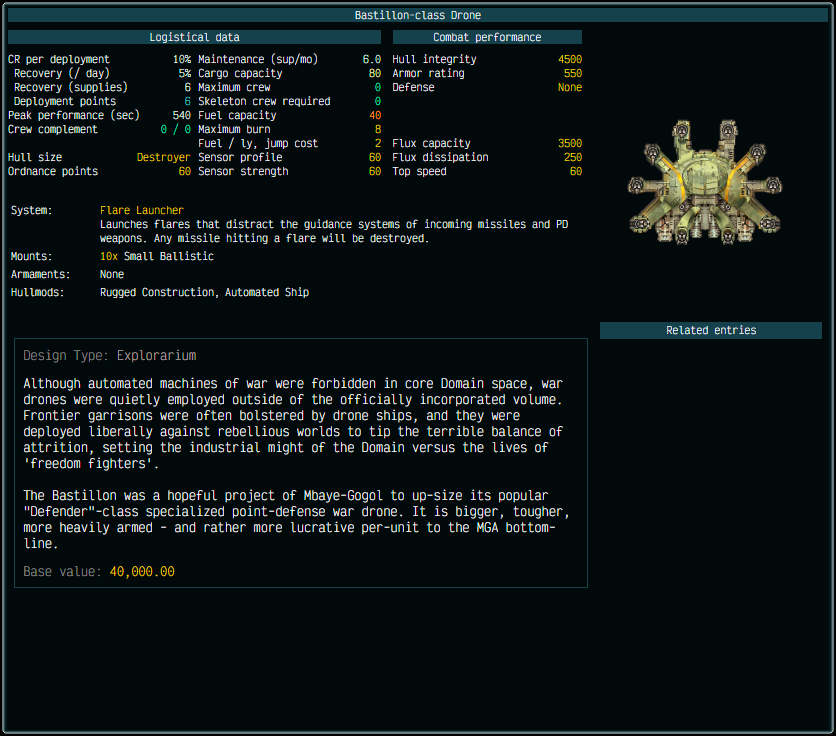 Bastillon-class Drone
Logistical data
Combat performance
CR per deployment 10% Maintenance (sup/mo) 6.0 Hull integrity 4500
Recovery (/ day) 5% Cargo capacity 80 Armor rating 550
Recovery (supplies) 6 Maximum crew 0 Defense None
Deployment points 6 Skeleton crew required 0
Peak performance (sec) 540 Fuel capacity 40
Crew complement 0 / 0 Maximum burn 8
Fuel / ly, jump cost 2 Flux capacity 3500
Hull size Destroyer Sensor profile 60 Flux dissipation 250
Ordnance points 60 Sensor strength 60 Top speed 60
System: Flare Launcher
Launches flares that distract the guidance systems of incoming missiles and PD
weapons. Any missile hitting a flare will be destroyed.
Mounts: 10x Small Ballistic
Armaments: None
Hullmods: Rugged Construction, Automated Ship
Related entries
Design Type: Explorarium
Although automated machines of war were forbidden in core Domain space, war
drones were quietly employed outside of the officially incorporated volume.
Frontier garrisons were often bolstered by drone ships, and they were
deployed liberally against rebellious worlds to tip the terrible balance of
attrition, setting the industrial might of the Domain versus the lives of
'freedom fighters'.
The Bastillon was a hopeful project of Mbaye-Gogol to up-size its popular
"Defender"-class specialized point-defense war drone. It is bigger, tougher,
more heavily armed - and rather more lucrative per-unit to the MGA bottom-
line.
Base value: 40,000.00